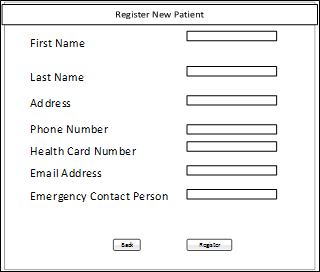 Register New Patient
First Name
Last Name
Address
Phone Number
Health Card Number
Email Address
Emergency Contact Person
Back
Register